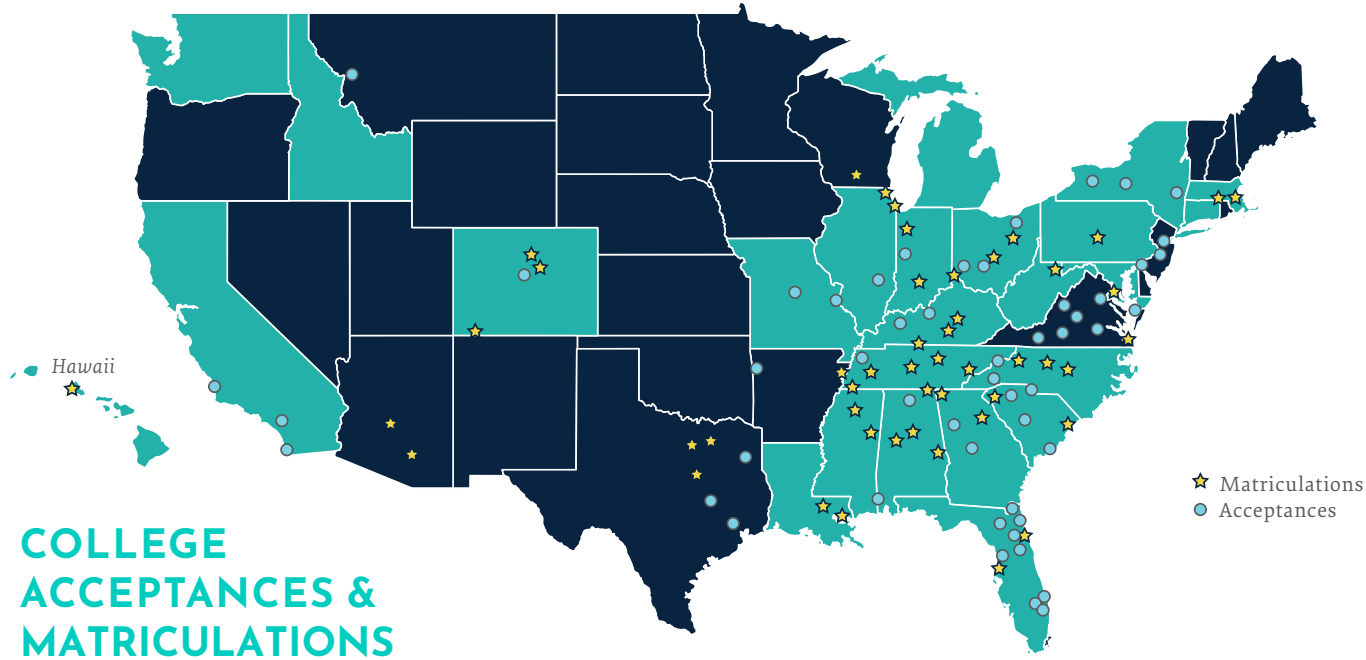 Hawaii
Matriculations
Acceptances
COLLEGE
ACCEPTANCES &
MATRICULATIONS